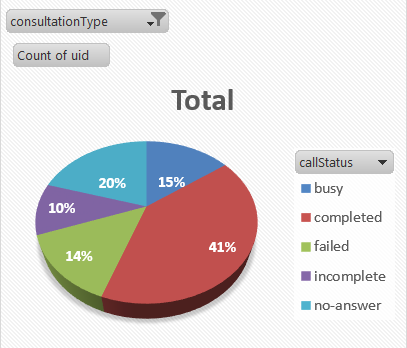 consultationType
Count of uid
Total
20%
15%
10%
14%
41%
callStatus
busy
completed
failed
incomplete
no-answer